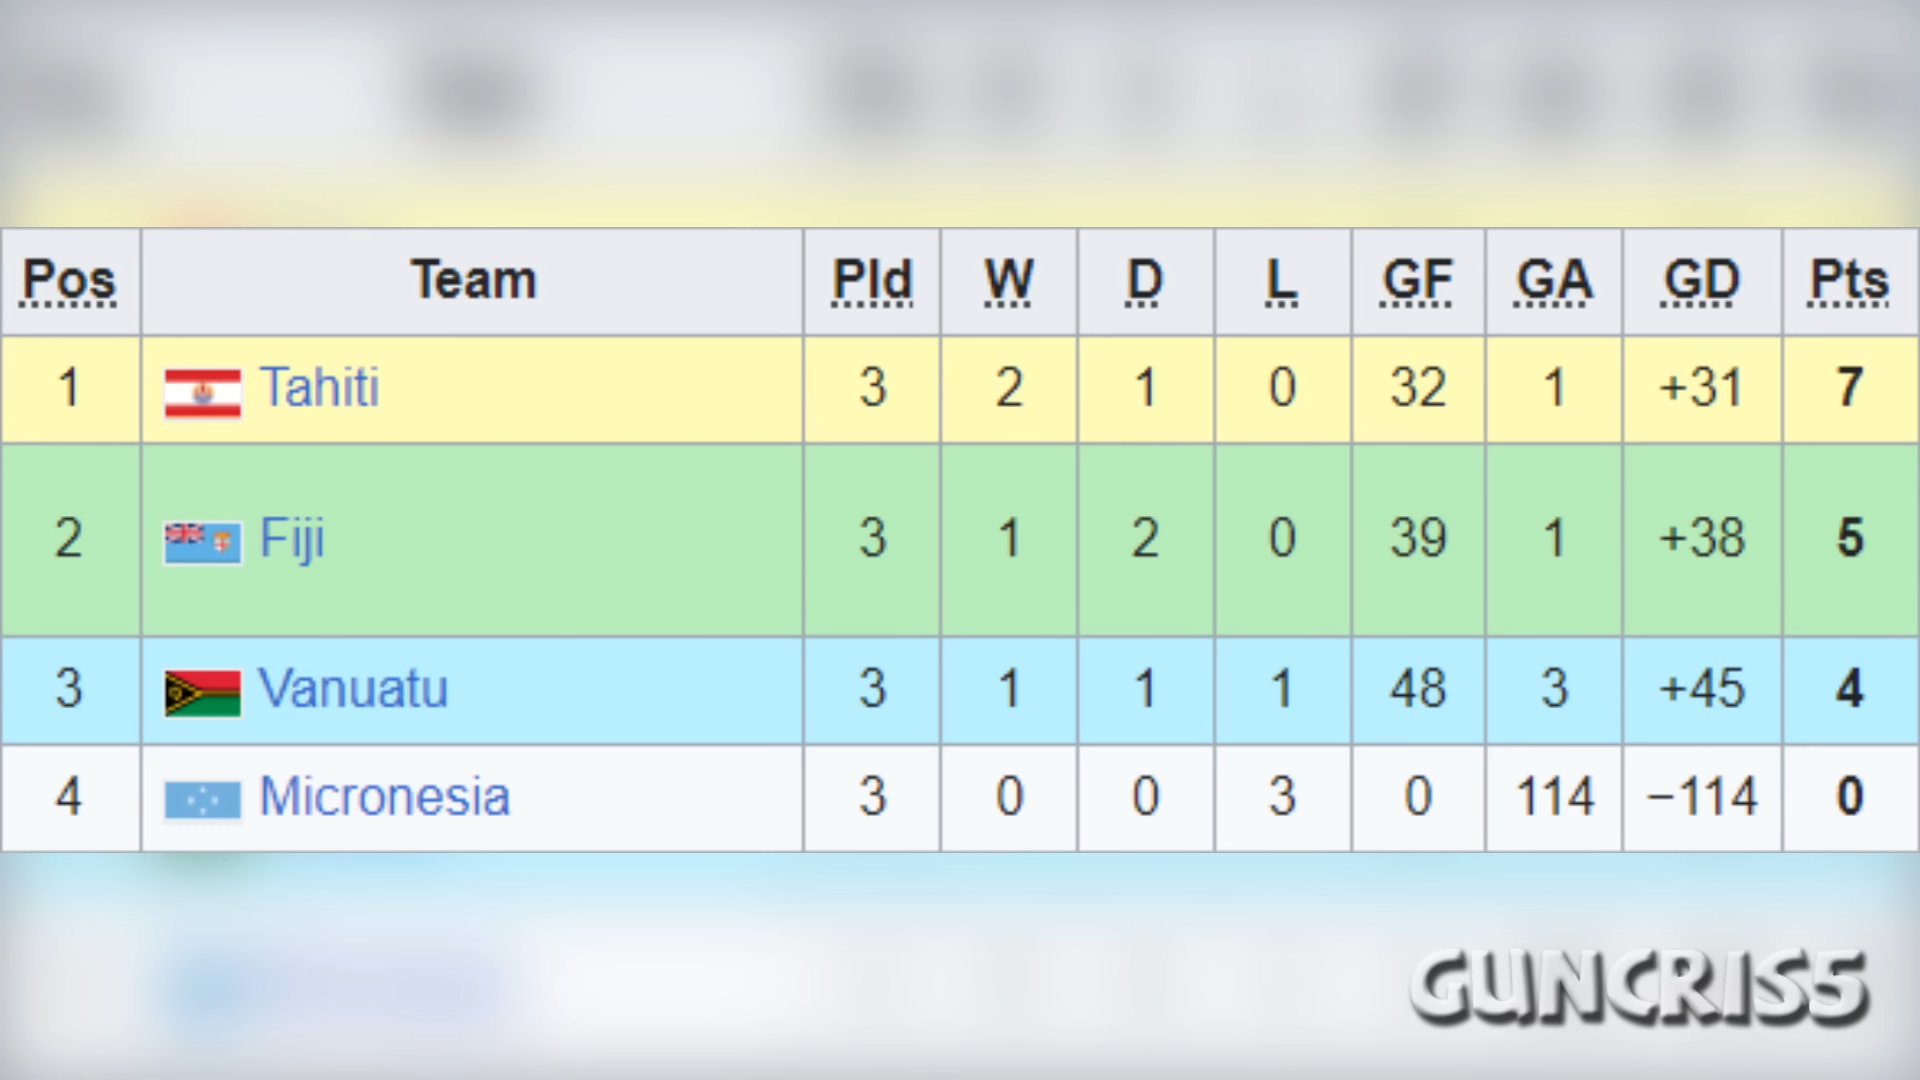 Pos Team Pld W D L GF GA GD Pts
1 Tahiti 3 2 1 0 32 1 +31 7
2 Fiji 3 1 2 0 39 1 +38 5
3 Vanuatu 3 1 1 1 48 3 +45 4
4 Micronesia 3 0 0 3 0 114 −114 0
GUNCRIS5